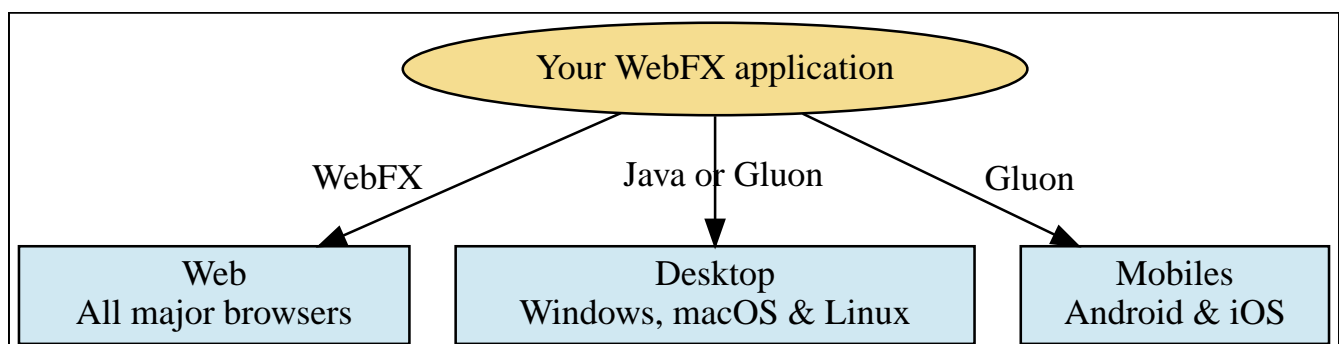 Your WebFX application
WebFX
Java or Gluon
Gluon
Web
All major browsers
Desktop
Windows, macOS & Linux
Mobiles
Android & iOS